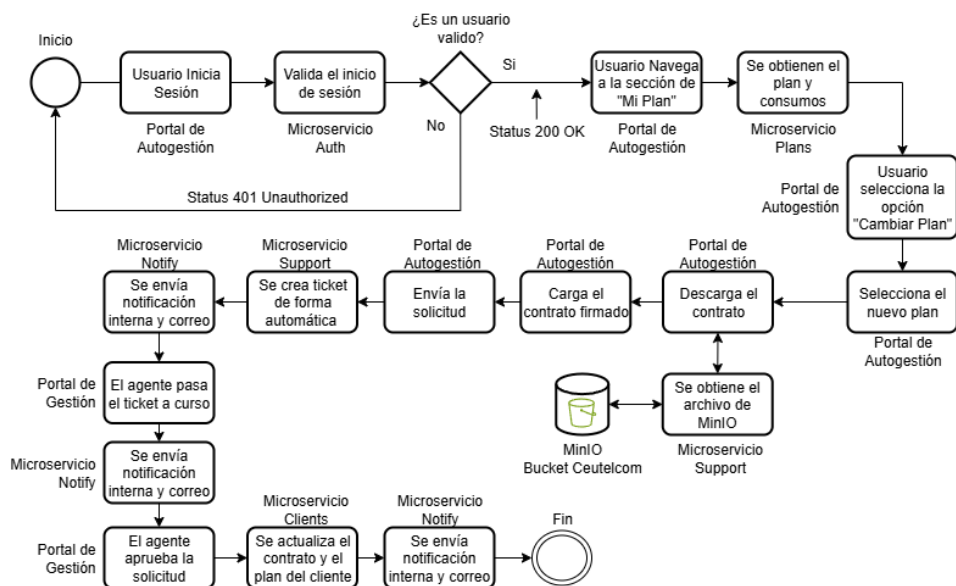 ¿Es un usuario
valido?
Inicio
Usuario Inicia
Sesión
Portal de
Autogestión
Valida el inicio
de sesión
Microservicio
Auth
Si
No
Status 200 OK
Status 401 Unauthorized
Usuario Navega
a la sección de
"Mi Plan"
Portal de
Autogestión
Se obtienen el
plan y
consumos
Microservicio
Plans
Portal de
Autogestión
Usuario
selecciona la
opción
"Cambiar Plan"
Selecciona el
nuevo plan
Portal de
Autogestión
Portal de
Autogestión
Descarga el
contrato
Se obtiene el
archivo de
MinIO
Microservicio
Support
MinIO
Bucket Ceutelcom
Portal de
Autogestión
Carga el
contrato firmado
Portal de
Autogestión
Envía la
solicitud
Microservicio
Support
Se crea ticket
de forma
automática
Microservicio
Notify
Se envía
notificación
interna y correo
Portal de
Gestión
El agente pasa
el ticket a curso
Microservicio
Notify
Se envía
notificación
interna y correo
Portal de
Gestión
El agente
aprueba la
solicitud
Microservicio
Clients
Se actualiza el
contrato y el
plan del cliente
Microservicio
Notify
Se envía
notificación
interna y correo
Fin